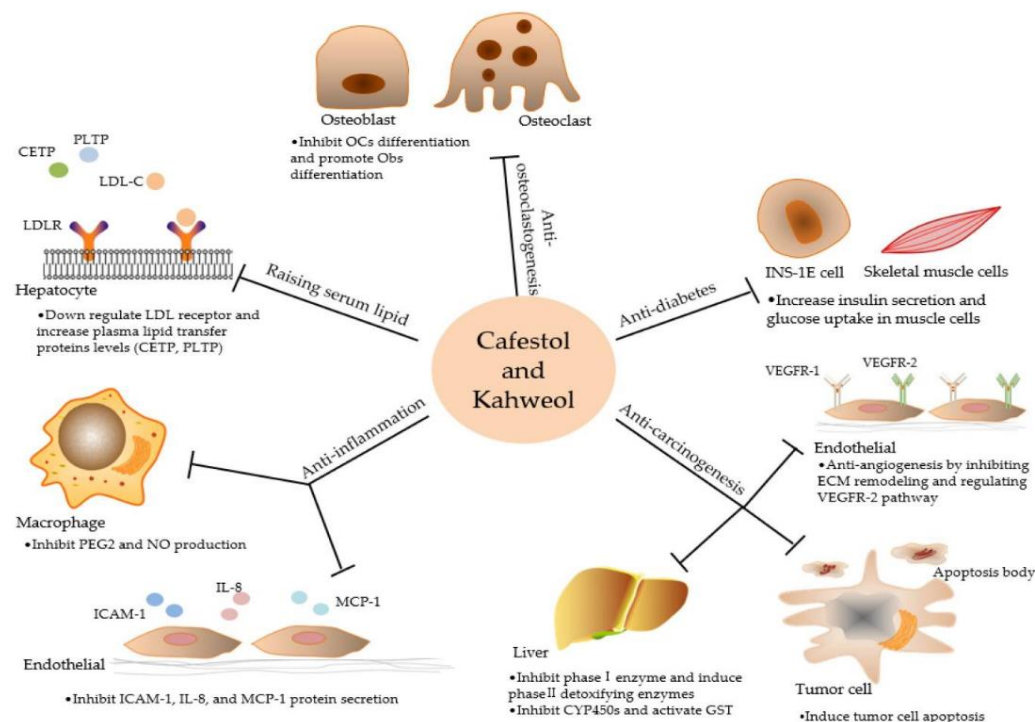 Osteoblast
Osteoclast
•Inhibit OCs differentiation
and promote Obs
differentiation
CETP
PLTP
LDL-C
LDLR
Hepatocyte
•Down regulate LDL receptor and
increase plasma lipid transfer
proteins levels (CETP, PLTP)
Raising serum lipid
Anti-
osteoclastogenesis
Anti-diabetes
INS-1E cell
Skeletal muscle cells
•Increase insulin secretion and
glucose uptake in muscle cells
Cafestol
and
Kahweol
VEGFR-1
VEGFR-2
Endothelial
•Anti-angiogenesis by inhibiting
ECM remodeling and regulating
VEGFR-2 pathway
Anti-inflammation
Anti-carcinogenesis
Macrophage
•Inhibit PEG2 and NO production
ICAM-1
IL-8
MCP-1
Endothelial
•Inhibit ICAM-1, IL-8, and MCP-1 protein secretion
Liver
•Inhibit phase I enzyme and induce
phase II detoxifying enzymes
•Inhibit CYP450s and activate GST
Apoptosis body
Tumor cell
•Induce tumor cell apoptosis